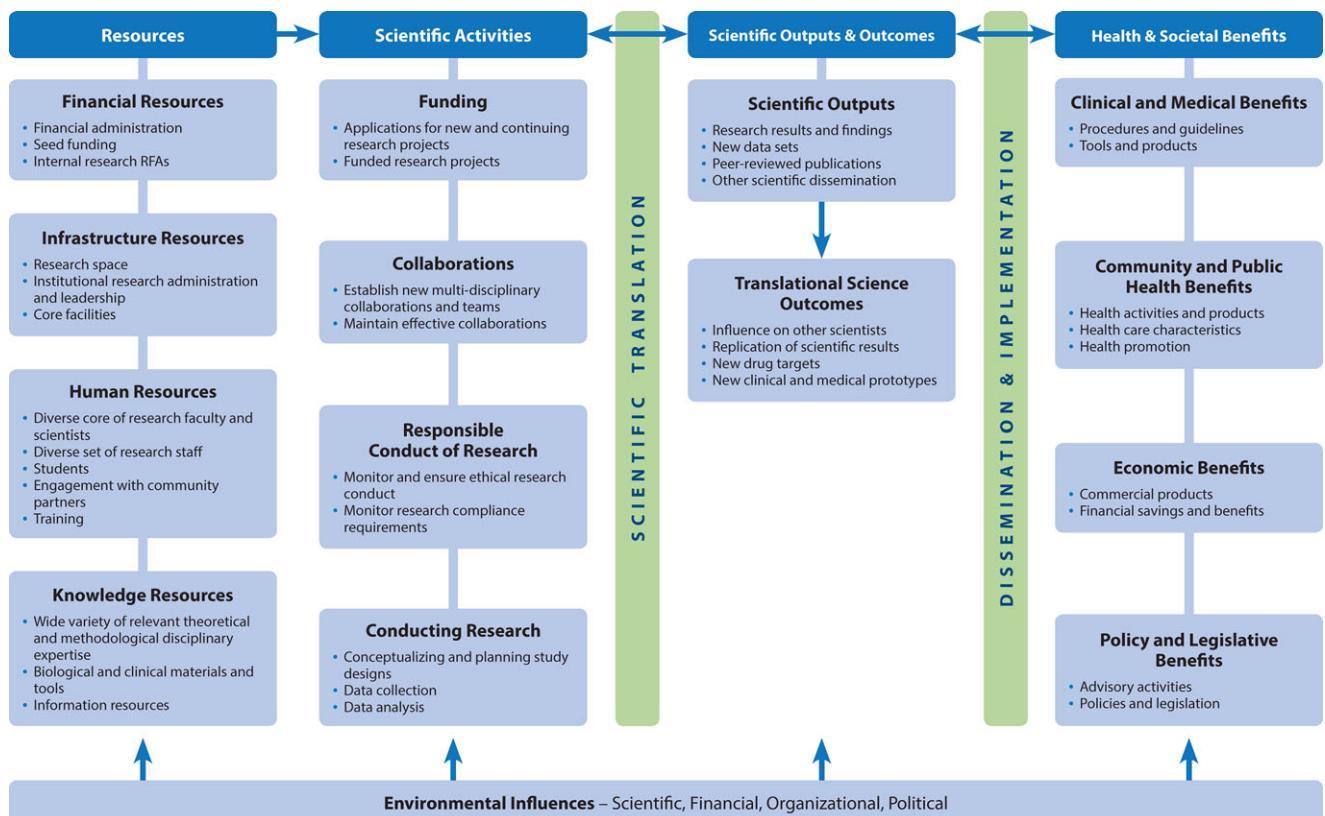 Resources
Scientific Activities
Scientific Outputs & Outcomes
Health & Societal Benefits
Financial Resources
• Financial administration
• Seed funding
• Internal research RFAs
Infrastructure Resources
• Research space
• Institutional research administration
and leadership
• Core facilities
Human Resources
• Diverse core of research faculty and
scientists
• Diverse set of research staff
• Students
• Engagement with community
partners
• Training
Knowledge Resources
• Wide variety of relevant theoretical
and methodological disciplinary
expertise
• Biological and clinical materials and
tools
• Information resources
Funding
• Applications for new and continuing
research projects
• Funded research projects
Collaborations
• Establish new multi-disciplinary
collaborations and teams
• Maintain effective collaborations
Responsible
Conduct of Research
• Monitor and ensure ethical research
conduct
• Monitor research compliance
requirements
Conducting Research
• Conceptualizing and planning study
designs
• Data collection
• Data analysis
SCIENTIFIC TRANSLATION
Scientific Outputs
• Research results and findings
• New data sets
• Peer-reviewed publications
• Other scientific dissemination
Translational Science
Outcomes
• Influence on other scientists
• Replication of scientific results
• New drug targets
• New clinical and medical prototypes
DISSEMINATION & IMPLEMENTATION
Clinical and Medical Benefits
• Procedures and guidelines
• Tools and products
Community and Public
Health Benefits
• Health activities and products
• Health care characteristics
• Health promotion
Economic Benefits
• Commercial products
• Financial savings and benefits
Policy and Legislative
Benefits
• Advisory activities
• Policies and legislation
Environmental Influences – Scientific, Financial, Organizational, Political